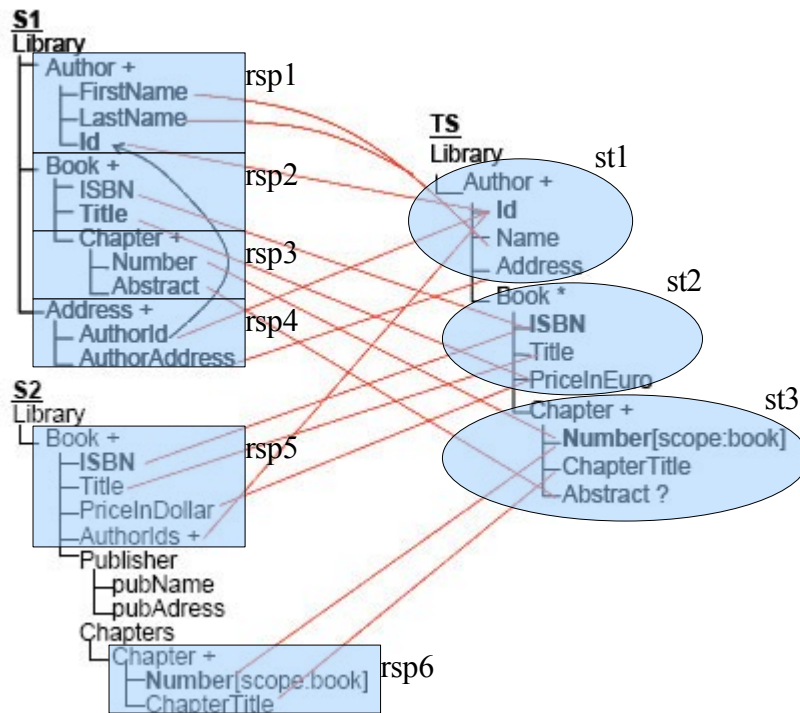 S1
Library
Author +
FirstName
LastName
Id
rsp1
Book +
ISBN
Title
rsp2
Chapter +
Number
Abstract
rsp3
Address +
AuthorId
AuthorAddress
rsp4
S2
Library
Book +
ISBN
Title
PriceInDollar
AuthorIds +
rsp5
Publisher
pubName
pubAdress
Chapters
Chapter +
Number[scope:book]
ChapterTitle
rsp6
TS
Library
Author +
Id
Name
Address
st1
Book *
ISBN
Title
PriceInEuro
st2
Chapter +
Number[scope:book]
ChapterTitle
Abstract ?
st3